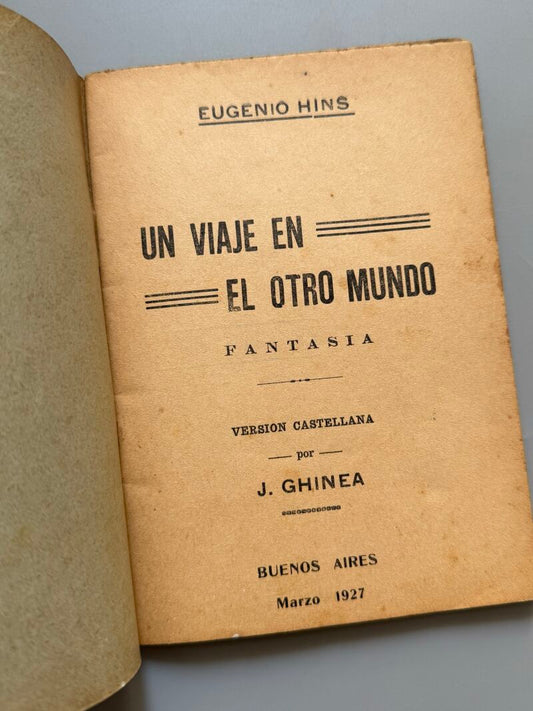 EUGENIO HINS
UN VIAJE EN
EL OTRO MUNDO
FANTASIA
VERSION CASTELLANA
por
J. GHINEA
BUENOS AIRES
Marzo 1927